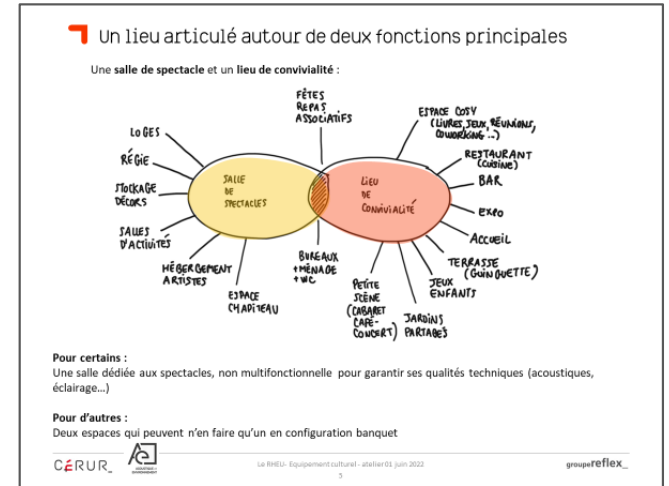 Un lieu articulé autour de deux fonctions principales
Une salle de spectacle et un lieu de convivialité :
FÊTES
REPAS
ASSOCIATIFS
ESPACE COSY
(LIVRES, JEUX, RÉUNIONS,
COWORKING...)
LOGES
RÉGIE
STOCKAGE
DÉCORS
SALLES
D'ACTIVITÉS
HÉBERGEMENT
ARTISTES
ESPACE
CHAPITEAU
SALLE
DE
SPECTACLES
LIEU
DE
CONVIVIALITÉ
RESTAURANT
(CUISINE)
BAR
EXPO
ACCUEIL
TERRASSE
(GUINGUETTE)
JEUX
ENFANTS
JARDINS
PARTAGÉS
PETITE
SCÈNE
(CABARET
CAFÉ-
CONCERT)
BUREAUX
+MÉNAGE
+WC
Pour certains :
Une salle dédiée aux spectacles, non multifonctionnelle pour garantir ses qualités techniques (acoustiques,
éclairage…)
Pour d'autres :
Deux espaces qui peuvent n'en faire qu'un en configuration banquet
CÉRUR_
Le RHEU- Equipement culturel - atelier 01 juin 2022
5
groupereflex_